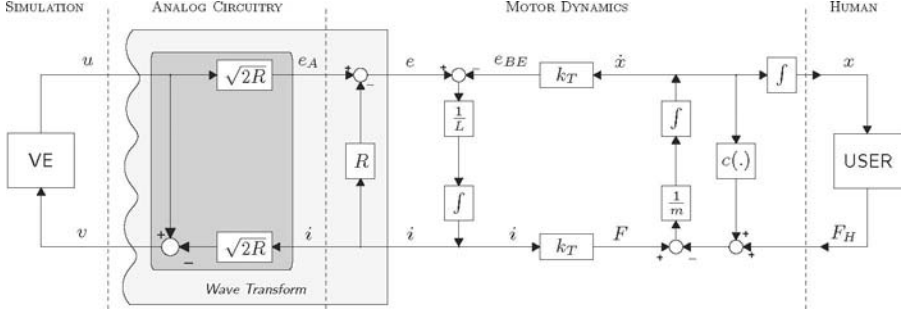 SIMULATION ANALOG CIRCUITRY MOTOR DYNAMICS HUMAN
u √2R e_A + − e + − e_BE k_T ẋ ∫ x
1/L ∫
VE R c(.) USER
∫ 1/m
v + − √2R i i i k_T F + − + + F_H
Wave Transform